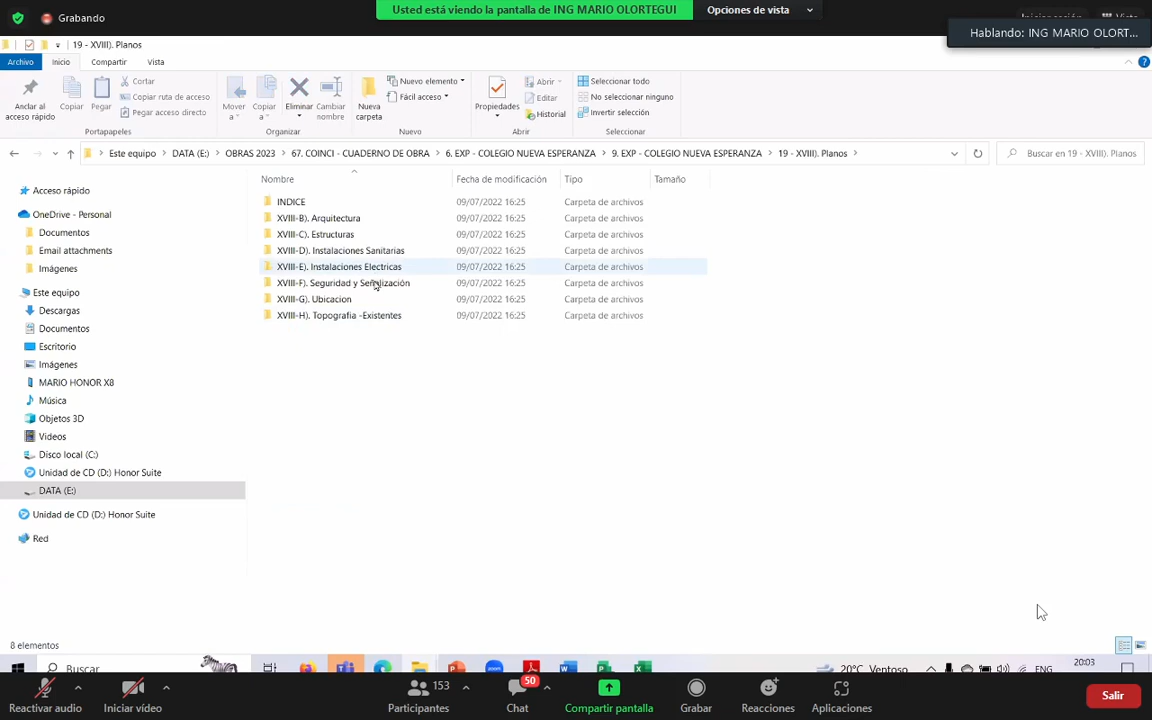 Usted está viendo la pantalla de ING MARIO OLORTEGUI
Opciones de vista
Grabando
Hablando: ING MARIO OLORT...
19 - XVIII). Planos
Archivo Inicio Compartir Vista
Anclar al acceso rápido
Copiar
Pegar
Cortar
Copiar ruta de acceso
Pegar acceso directo
Mover a
Copiar a
Eliminar
Cambiar nombre
Nueva carpeta
Nuevo elemento
Fácil acceso
Propiedades
Abrir
Editar
Historial
Seleccionar todo
No seleccionar ninguno
Invertir selección
Portapapeles Organizar Nuevo Abrir Seleccionar
Este equipo > DATA (E:) > OBRAS 2023 > 67. COINCI - CUADERNO DE OBRA > 6. EXP - COLEGIO NUEVA ESPERANZA > 9. EXP - COLEGIO NUEVA ESPERANZA > 19 - XVIII). Planos >
Buscar en 19 - XVIII). Planos
Nombre Fecha de modificación Tipo Tamaño
INDICE 09/07/2022 16:25 Carpeta de archivos
XVIII-B). Arquitectura 09/07/2022 16:25 Carpeta de archivos
XVIII-C). Estructuras 09/07/2022 16:25 Carpeta de archivos
XVIII-D). Instalaciones Sanitarias 09/07/2022 16:25 Carpeta de archivos
XVIII-E). Instalaciones Electricas 09/07/2022 16:25 Carpeta de archivos
XVIII-F). Seguridad y Señalización 09/07/2022 16:25 Carpeta de archivos
XVIII-G). Ubicacion 09/07/2022 16:25 Carpeta de archivos
XVIII-H). Topografia -Existentes 09/07/2022 16:25 Carpeta de archivos
Acceso rápido
OneDrive - Personal
Documentos
Email attachments
Imágenes
Este equipo
Descargas
Documentos
Escritorio
Imágenes
MARIO HONOR X8
Música
Objetos 3D
Videos
Disco local (C:)
Unidad de CD (D:) Honor Suite
DATA (E:)
Unidad de CD (D:) Honor Suite
Red
8 elementos
Buscar
20°C Ventoso
ENG
20:03
Reactivar audio
Iniciar vídeo
153
Participantes
50
Chat
Compartir pantalla
Grabar
Reacciones
Aplicaciones
Salir